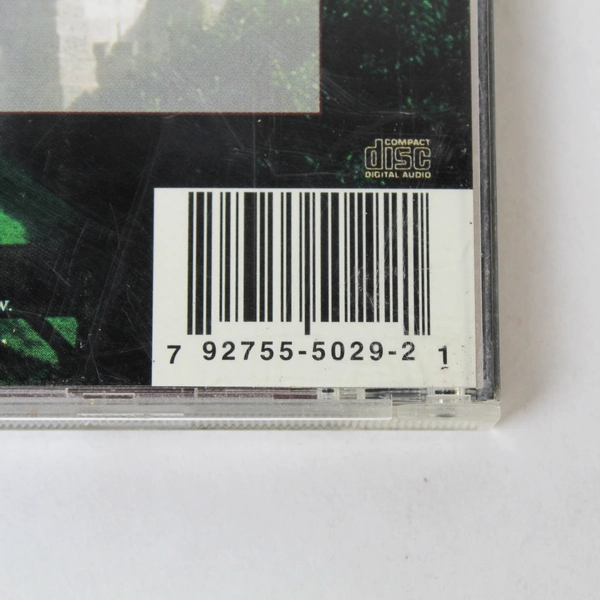 COMPACT
disc
DIGITAL AUDIO
w.
7 92755-5029-2 1